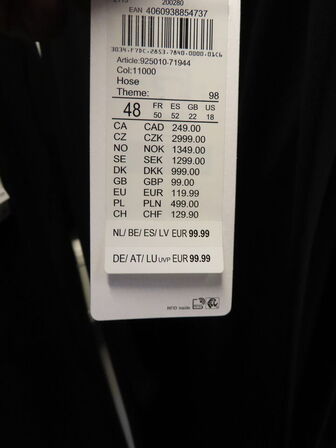 200280
EAN 4060938854737
3034.F7DC.2853.7840.0000.01C6
Article:925010-71944
Col:11000
Hose
Theme: 98
48 FR 50 ES 52 GB 22 US 18
CA CAD 249.00
CZ CZK 2999.00
NO NOK 1349.00
SE SEK 1299.00
DK DKK 999.00
GB GBP 99.00
EU EUR 119.99
PL PLN 499.00
CH CHF 129.90
NL/ BE/ ES/ LV EUR 99.99
DE/ AT/ LU UVP EUR 99.99
RFID inside